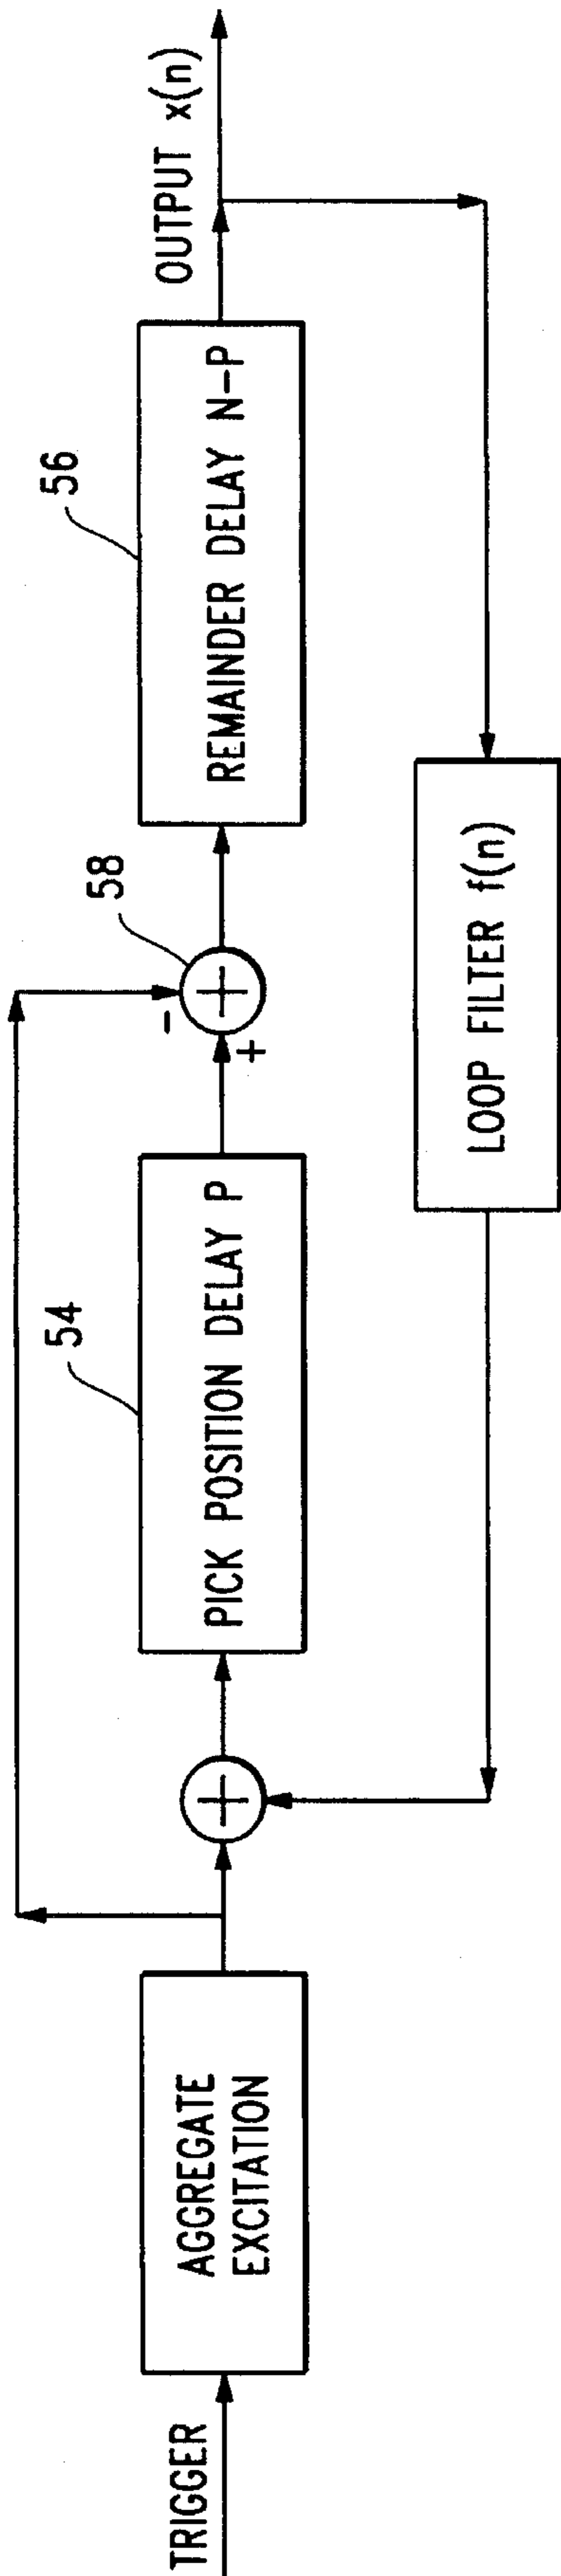 TRIGGER
AGGREGATE
EXCITATION
+
PICK POSITION DELAY P
54
-
+
+
58
REMAINDER DELAY N-P
56
OUTPUT x(n)
LOOP FILTER f(n)